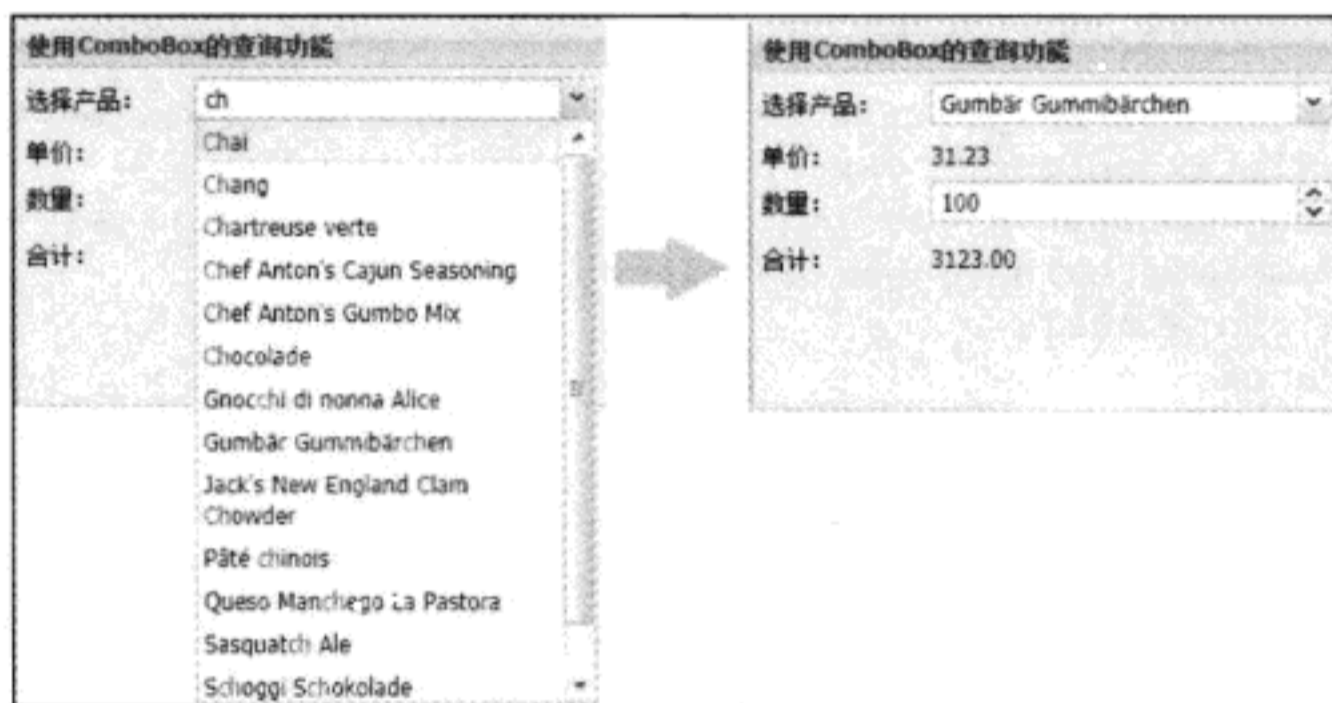 使用ComboBox的查询功能
选择产品: ch
Chai
单价:
Chang
数量:
Chartreuse verte
合计:
Chef Anton's Cajun Seasoning
Chef Anton's Gumbo Mix
Chocolade
Gnocchi di nonna Alice
Gumbär Gummibärchen
Jack's New England Clam
Chowder
Pâté chinois
Queso Manchego La Pastora
Sasquatch Ale
Schoggi Schokolade
使用ComboBox的查询功能
选择产品: Gumbär Gummibärchen
单价: 31.23
数量: 100
合计: 3123.00